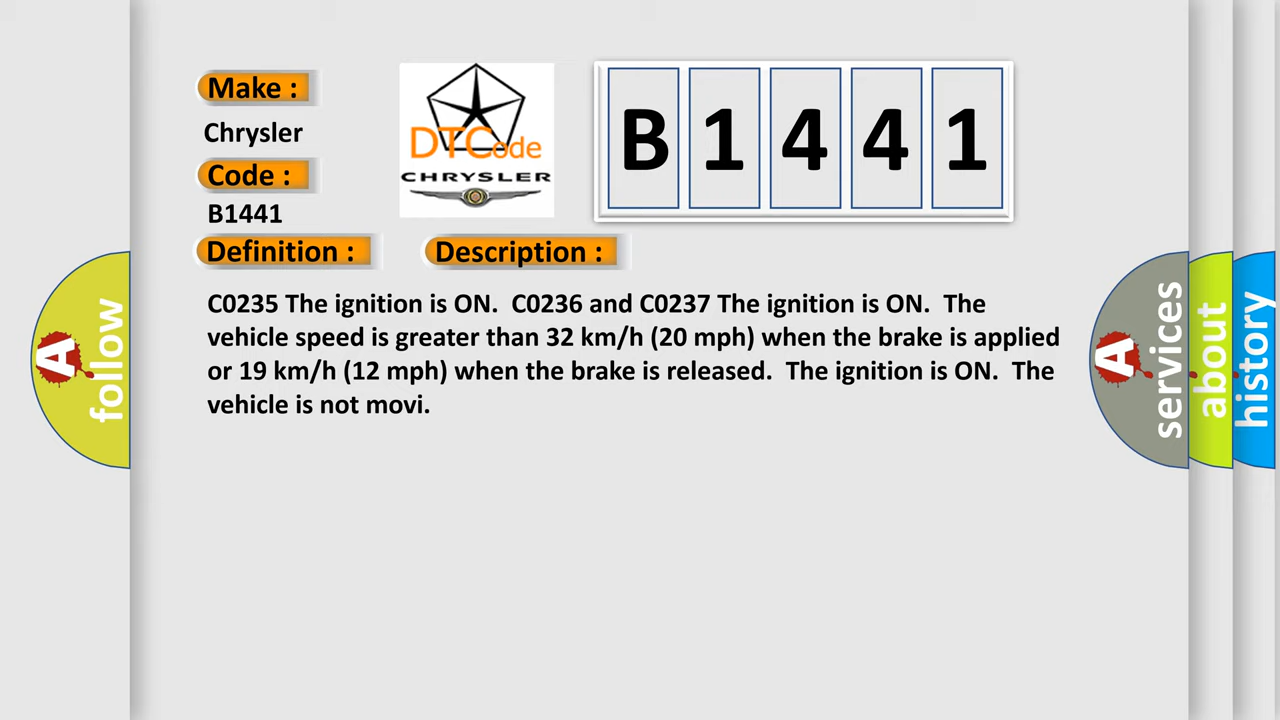 Make :
Chrysler
Code :
B1441
Definition :
Description :
DTCode
CHRYSLER
B 1 4 4 1
C0235 The ignition is ON. C0236 and C0237 The ignition is ON. The
vehicle speed is greater than 32 km/h (20 mph) when the brake is applied
or 19 km/h (12 mph) when the brake is released. The ignition is ON. The
vehicle is not movi.
A follow
A services
about
history